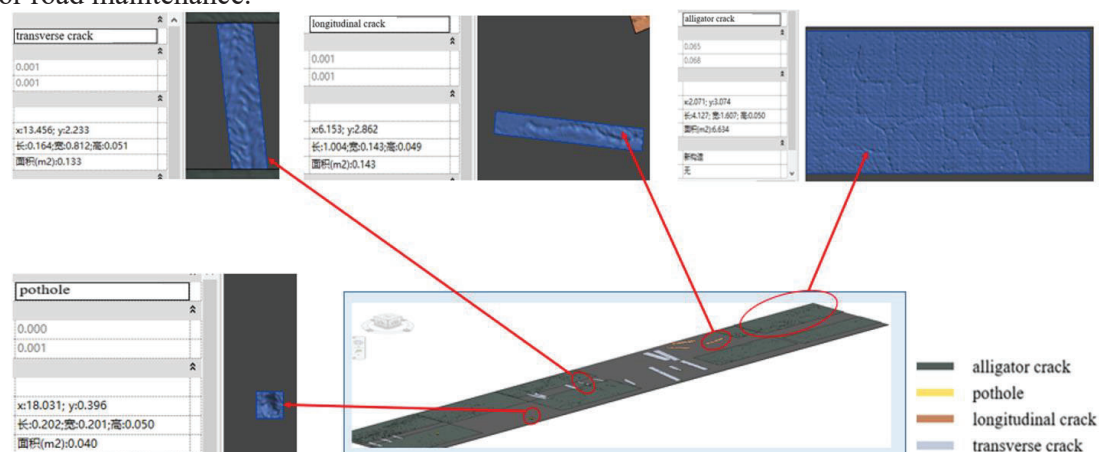 or road maintenance.
transverse crack
0.001
0.001
x:13.456; y:2.233
长:0.164;宽:0.812;高:0.051
面积(m2):0.133
longitudinal crack
0.001
0.001
x:6.153; y:2.862
长:1.004;宽:0.143;高:0.049
面积(m2):0.143
alligator crack
0.065
0.068
x:2.071; y:3.074
长:4.127; 宽:1.607; 高:0.050
面积(m2):6.634
新构造
无
pothole
0.000
0.001
x:18.031; y:0.396
长:0.202;宽:0.201;高:0.050
面积(m2):0.040
alligator crack
pothole
longitudinal crack
transverse crack